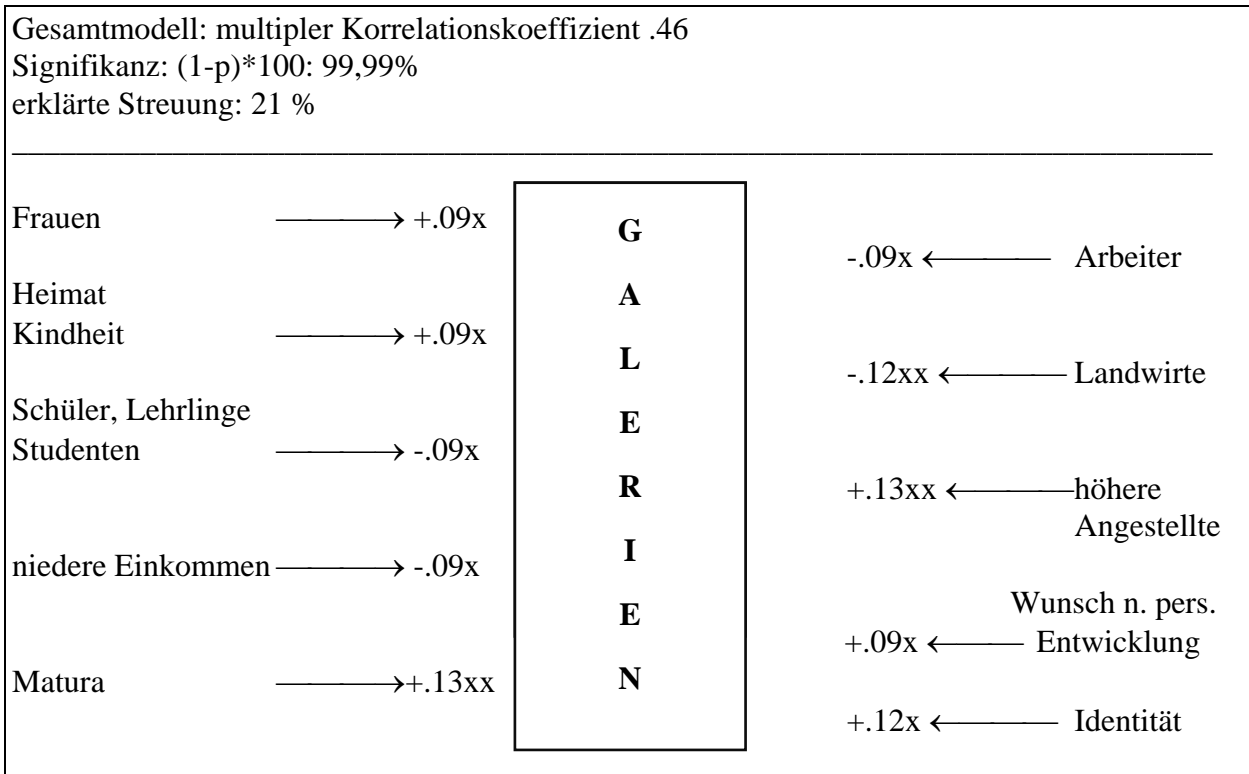 Gesamtmodell: multipler Korrelationskoeffizient .46
Signifikanz: (1-p)*100: 99,99%
erklärte Streuung: 21 %
Frauen → +.09x
Heimat
Kindheit → +.09x
Schüler, Lehrlinge
Studenten → -.09x
niedere Einkommen → -.09x
Matura → +.13xx
G
A
L
E
R
I
E
N
-.09x ← Arbeiter
-.12xx ← Landwirte
+.13xx ← höhere
Angestellte
Wunsch n. pers.
+.09x ← Entwicklung
+.12x ← Identität